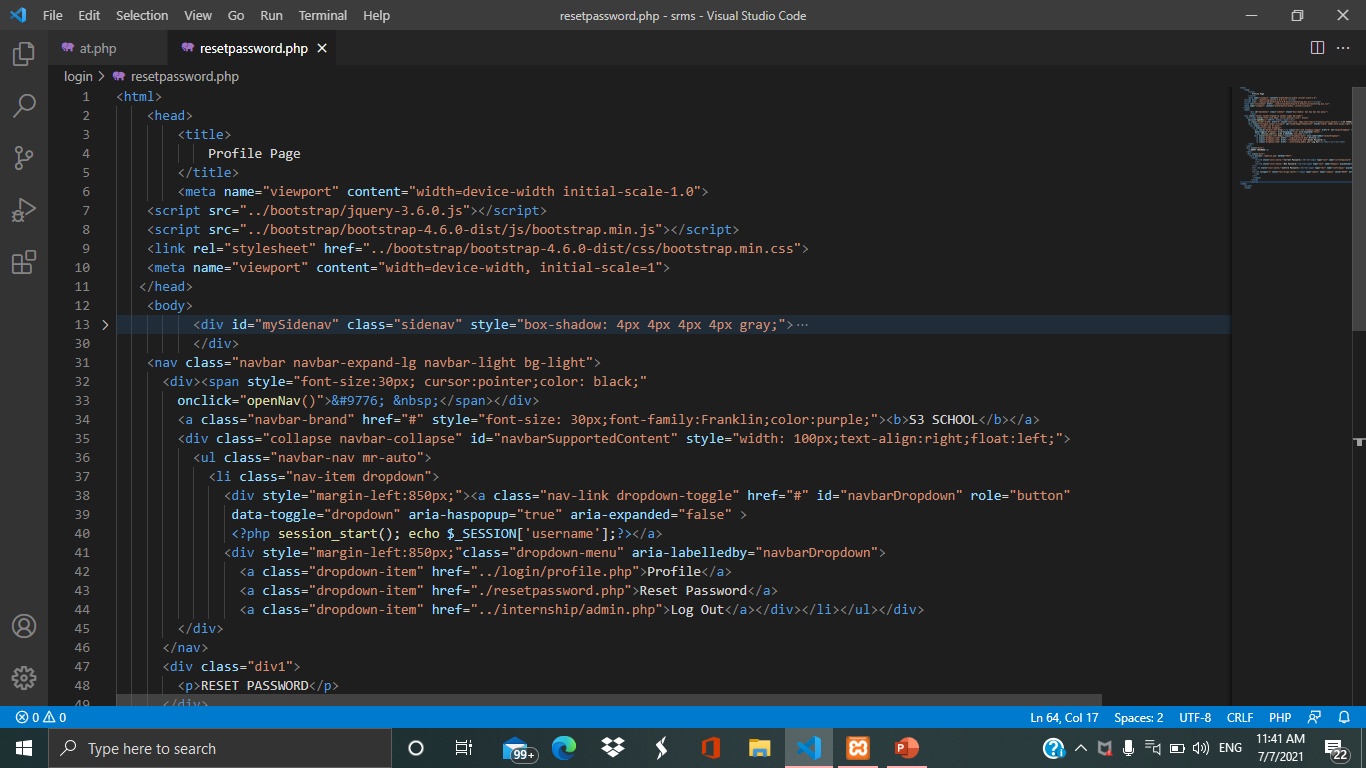 File Edit Selection View Go Run Terminal Help resetpassword.php - srms - Visual Studio Code
at.php resetpassword.php
login > resetpassword.php
1 <html>
2 <head>
3 <title>
4 Profile Page
5 </title>
6 <meta name="viewport" content="width=device-width initial-scale-1.0">
7 <script src="../bootstrap/jquery-3.6.0.js"></script>
8 <script src="../bootstrap/bootstrap-4.6.0-dist/js/bootstrap.min.js"></script>
9 <link rel="stylesheet" href="../bootstrap/bootstrap-4.6.0-dist/css/bootstrap.min.css">
10 <meta name="viewport" content="width=device-width, initial-scale=1">
11 </head>
12 <body>
13 <div id="mySidenav" class="sidenav" style="box-shadow: 4px 4px 4px 4px gray;">…
30 </div>
31 <nav class="navbar navbar-expand-lg navbar-light bg-light">
32 <div><span style="font-size:30px; cursor:pointer;color: black;"
33 onclick="openNav()">&#9776; &nbsp;</span></div>
34 <a class="navbar-brand" href="#" style="font-size: 30px;font-family:Franklin;color:purple;"><b>S3 SCHOOL</b></a>
35 <div class="collapse navbar-collapse" id="navbarSupportedContent" style="width: 100px;text-align:right;float:left;">
36 <ul class="navbar-nav mr-auto">
37 <li class="nav-item dropdown">
38 <div style="margin-left:850px;"><a class="nav-link dropdown-toggle" href="#" id="navbarDropdown" role="button"
39 data-toggle="dropdown" aria-haspopup="true" aria-expanded="false" >
40 <?php session_start(); echo $_SESSION['username'];?></a>
41 <div style="margin-left:850px;"class="dropdown-menu" aria-labelledby="navbarDropdown">
42 <a class="dropdown-item" href="../login/profile.php">Profile</a>
43 <a class="dropdown-item" href="./resetpassword.php">Reset Password</a>
44 <a class="dropdown-item" href="../internship/admin.php">Log Out</a></div></li></ul></div>
45 </div>
46 </nav>
47 <div class="div1">
48 <p>RESET PASSWORD</p>
49 </div>
0 0 Ln 64, Col 17 Spaces: 2 UTF-8 CRLF PHP
Type here to search 99+ ENG 11:41 AM
7/7/2021 22